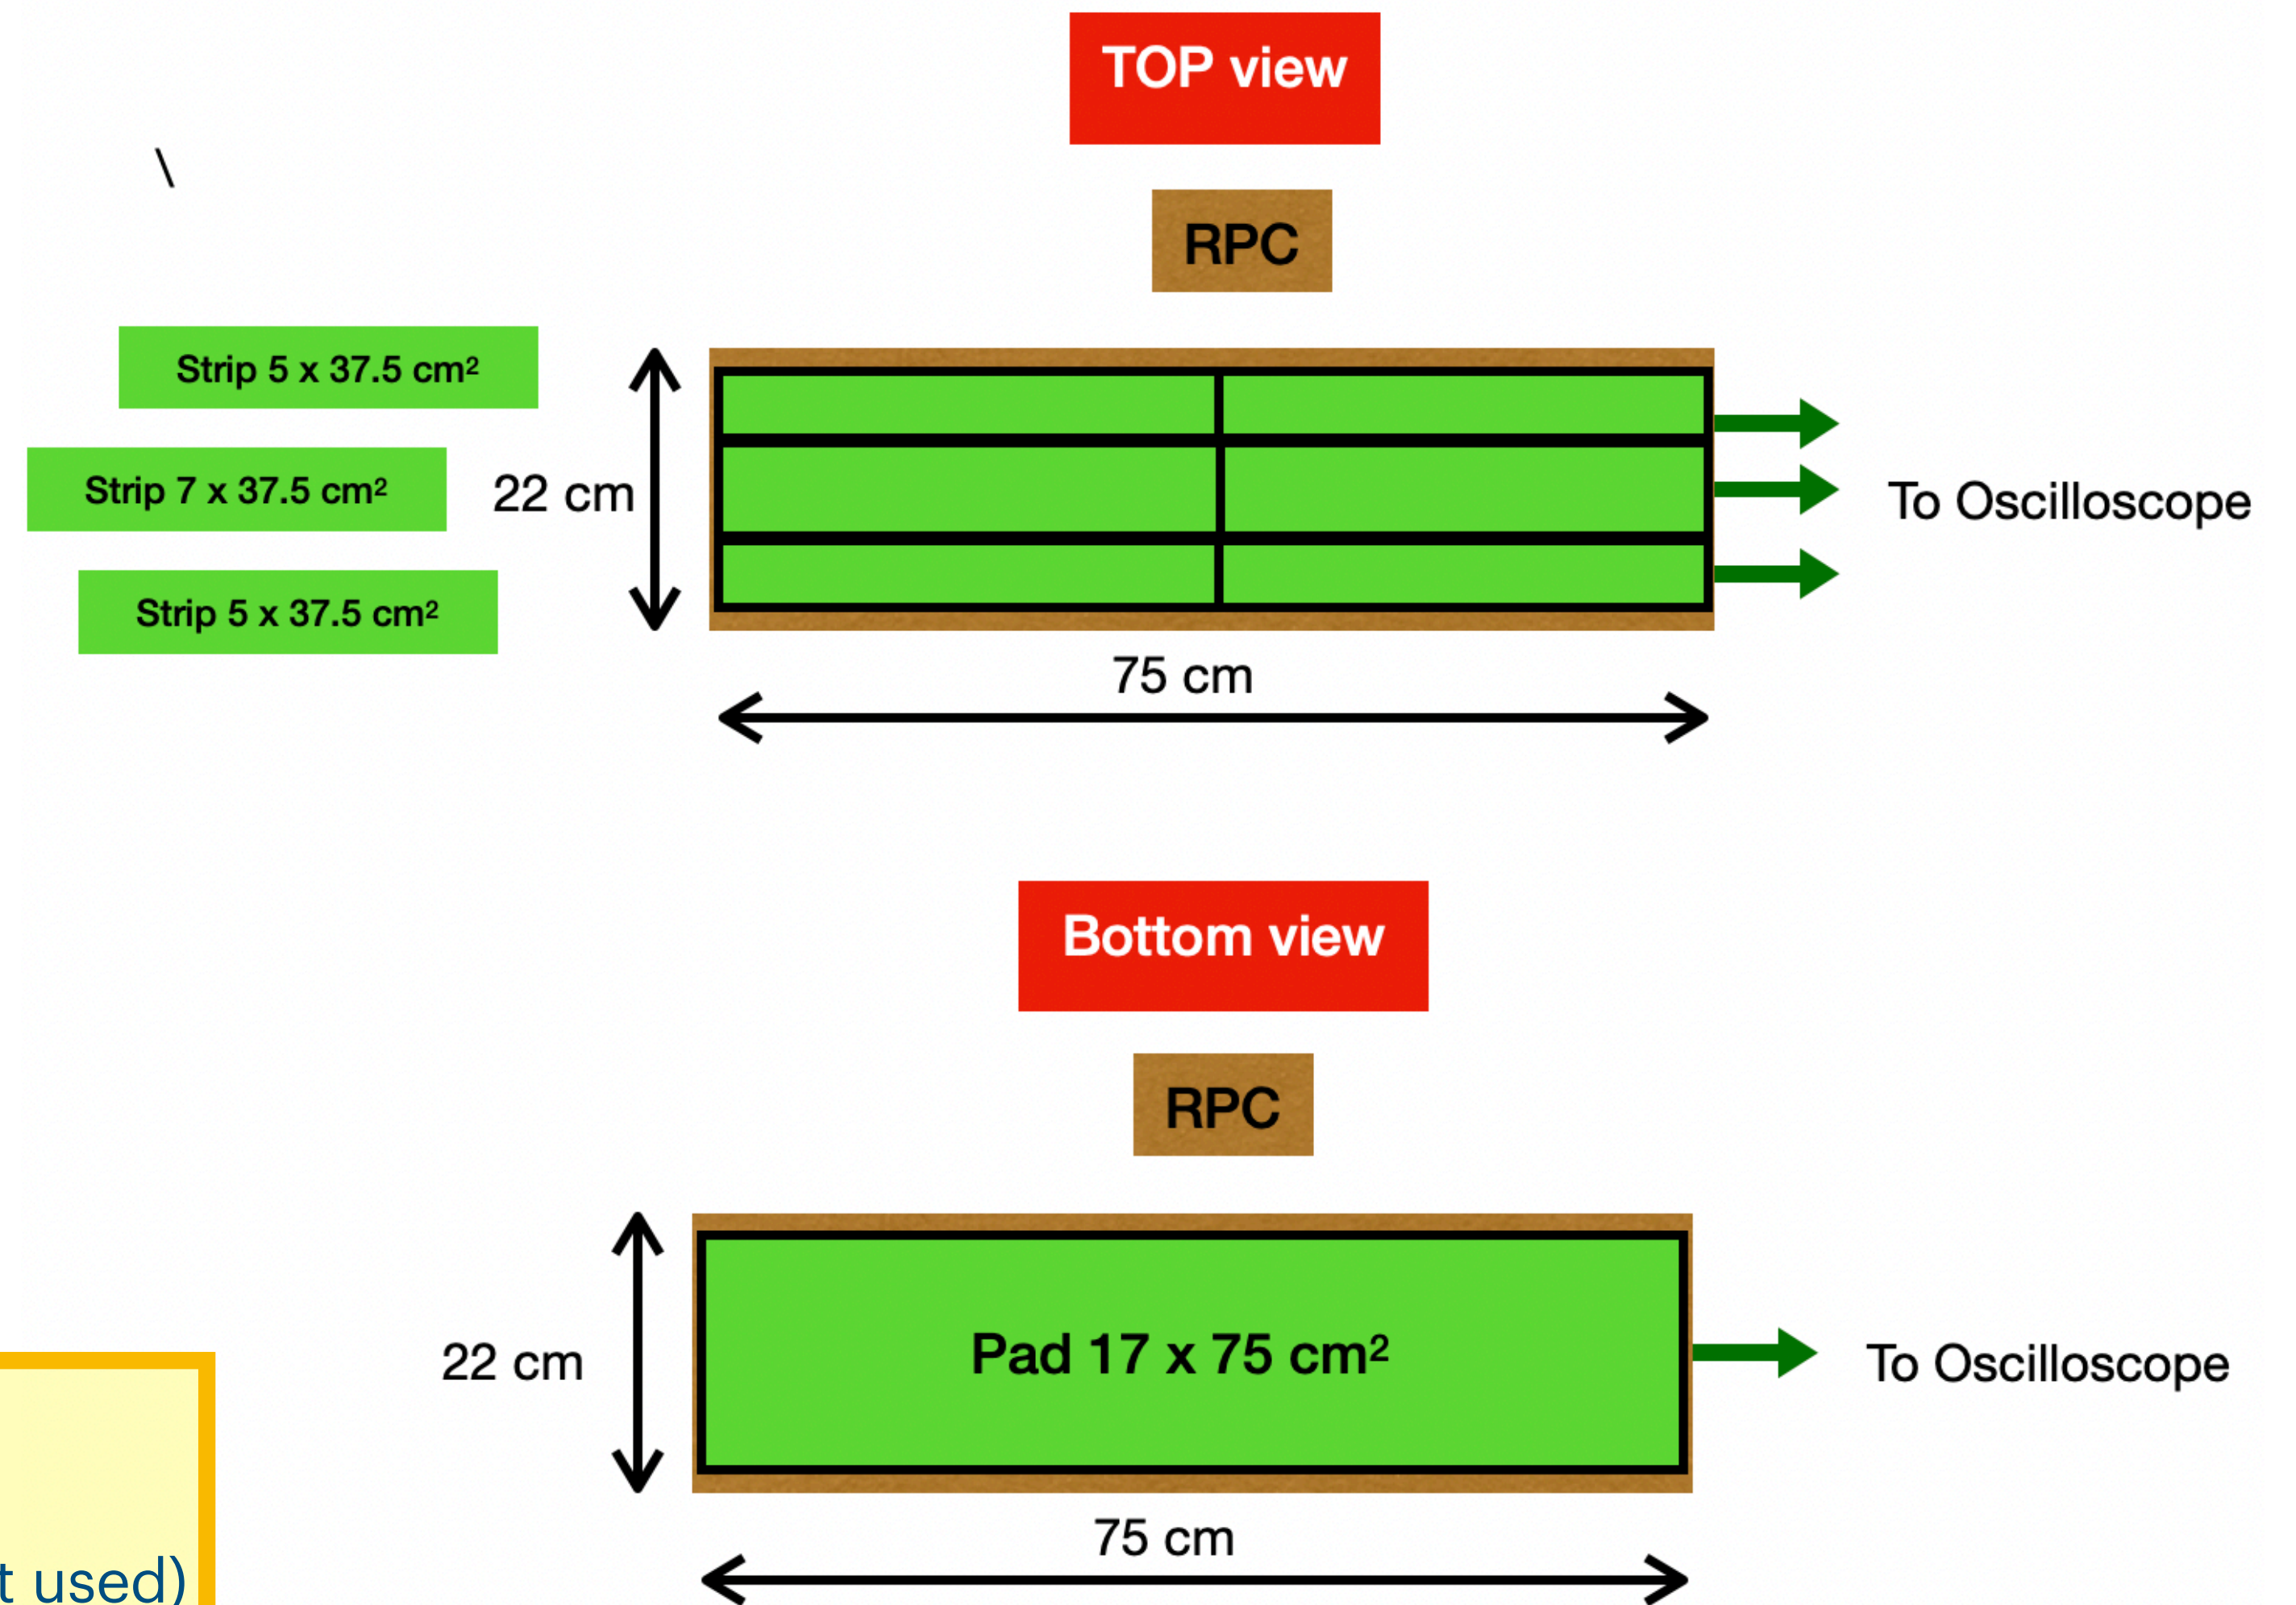 TOP view
\
RPC
Strip 5 x 37.5 cm²
Strip 7 x 37.5 cm²
22 cm
To Oscilloscope
Strip 5 x 37.5 cm²
75 cm
Bottom view
RPC
Pad 17 x 75 cm²
22 cm
To Oscilloscope
75 cm
t used)